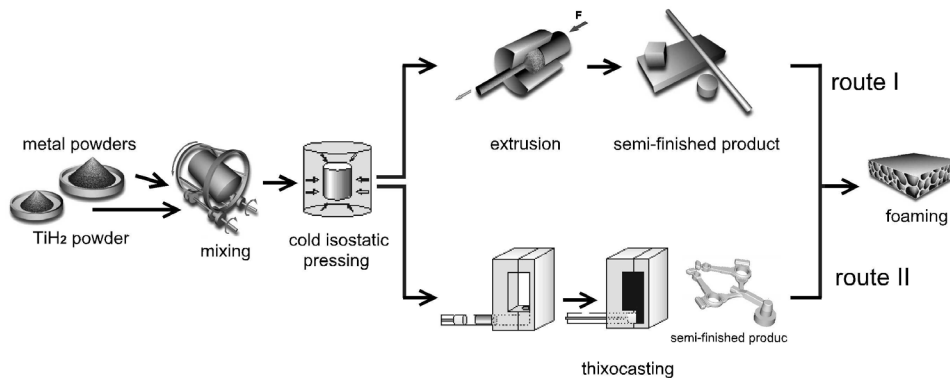 F
route I
extrusion
semi-finished product
metal powders
TiH2 powder
mixing
cold isostatic
pressing
foaming
route II
semi-finished produc
thixocasting